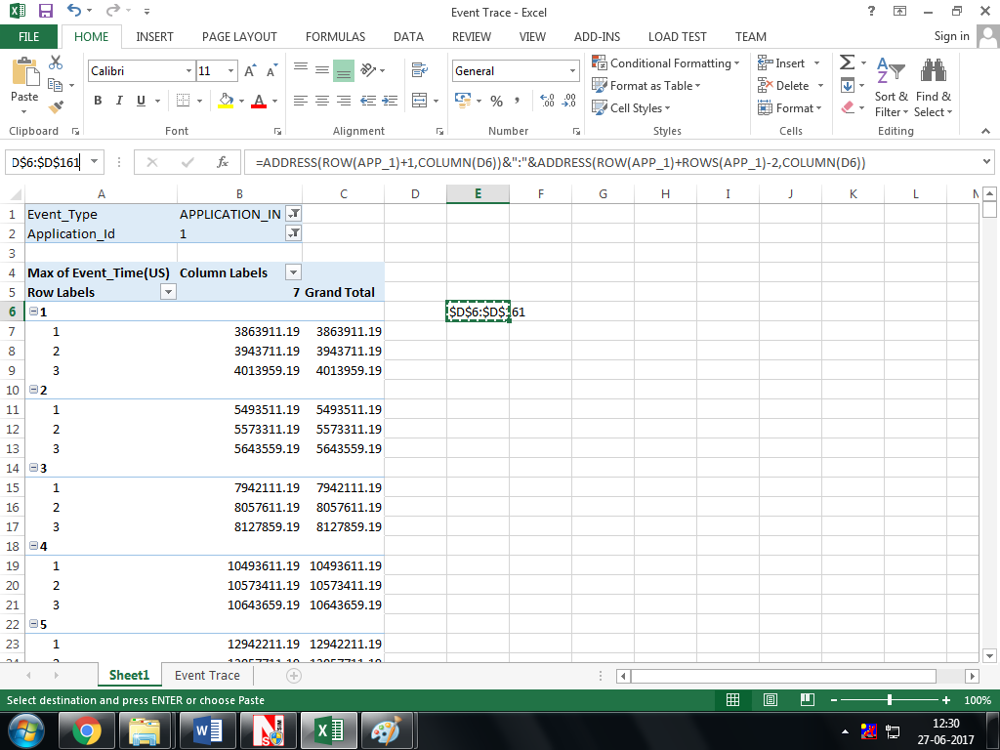 Event Trace - Excel
FILE HOME INSERT PAGE LAYOUT FORMULAS DATA REVIEW VIEW ADD-INS LOAD TEST TEAM Sign in
Paste
Calibri 11
B I U
General
Conditional Formatting
Format as Table
Cell Styles
Insert
Delete
Format
Sort & Filter
Find & Select
Clipboard Font Alignment Number Styles Cells Editing
D$6:$D$161 fx =ADDRESS(ROW(APP_1)+1,COLUMN(D6))&":"&ADDRESS(ROW(APP_1)+ROWS(APP_1)-2,COLUMN(D6))
A B C D E F G H I J K L
1 Event_Type APPLICATION_IN
2 Application_Id 1
3
4 Max of Event_Time(US) Column Labels
5 Row Labels 7 Grand Total
6 1 $D$6:$D$161
7 1 3863911.19 3863911.19
8 2 3943711.19 3943711.19
9 3 4013959.19 4013959.19
10 2
11 1 5493511.19 5493511.19
12 2 5573311.19 5573311.19
13 3 5643559.19 5643559.19
14 3
15 1 7942111.19 7942111.19
16 2 8057611.19 8057611.19
17 3 8127859.19 8127859.19
18 4
19 1 10493611.19 10493611.19
20 2 10573411.19 10573411.19
21 3 10643659.19 10643659.19
22 5
23 1 12942211.19 12942211.19
Sheet1 Event Trace
Select destination and press ENTER or choose Paste 100%
12:30
27-06-2017